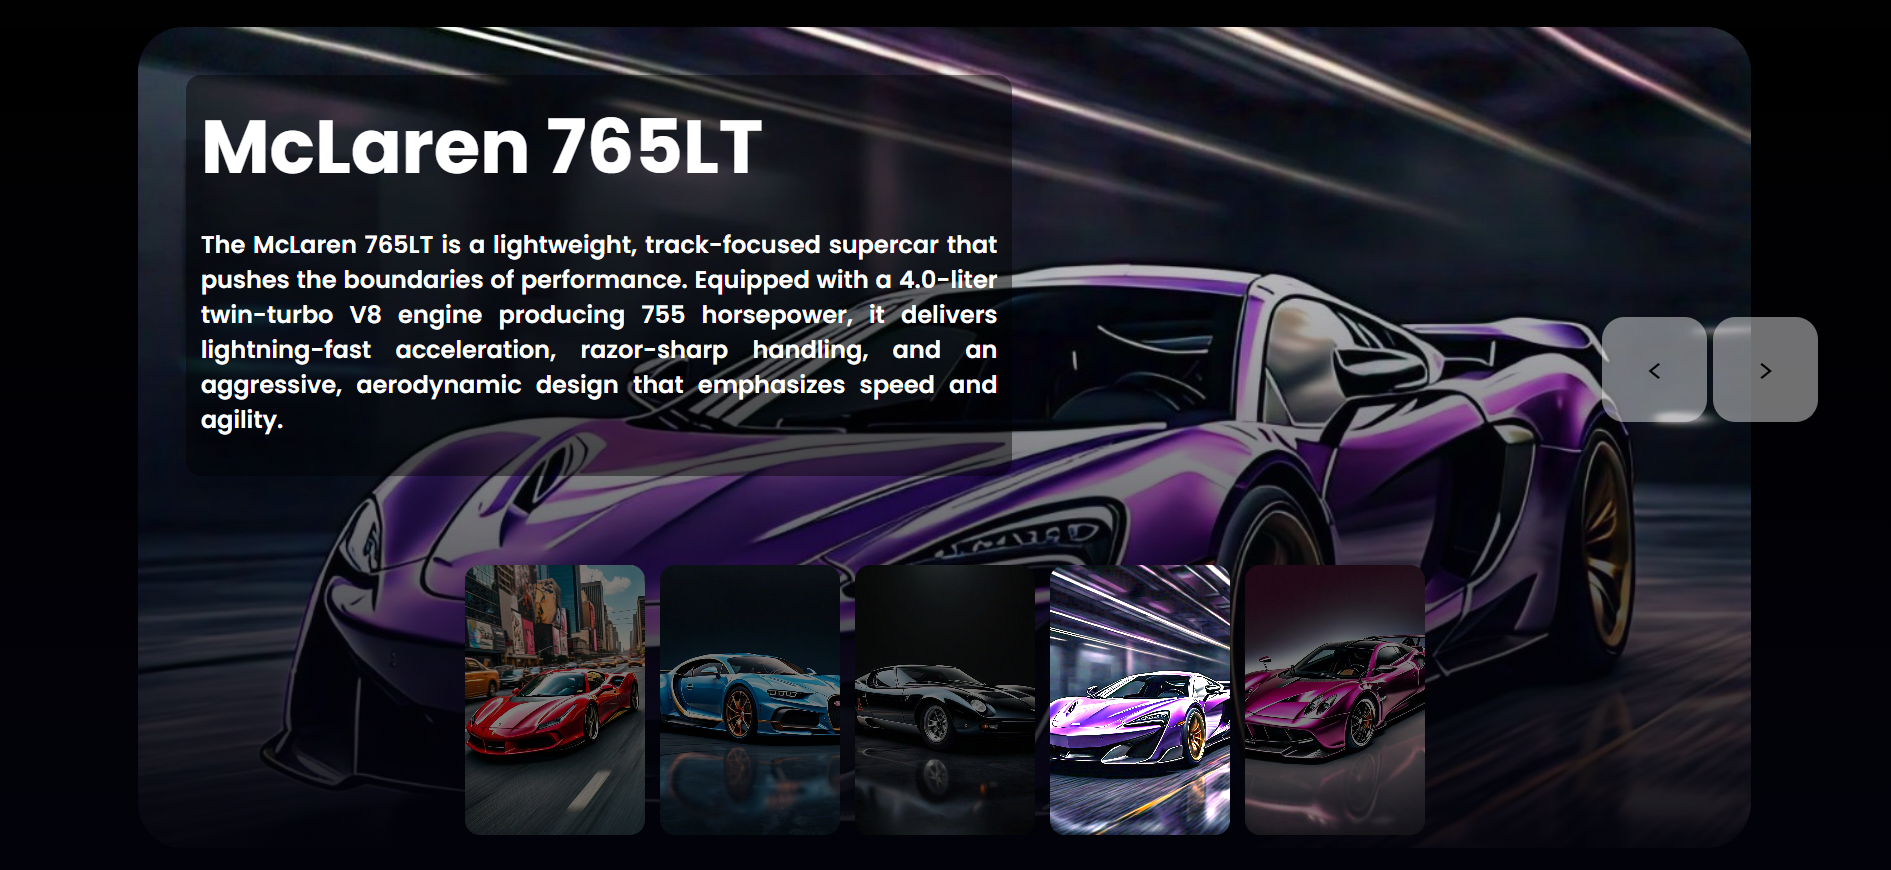 McLaren 765LT
The McLaren 765LT is a lightweight, track-focused supercar that
pushes the boundaries of performance. Equipped with a 4.0-liter
twin-turbo V8 engine producing 755 horsepower, it delivers
lightning-fast acceleration, razor-sharp handling, and an
aggressive, aerodynamic design that emphasizes speed and
agility.
< >